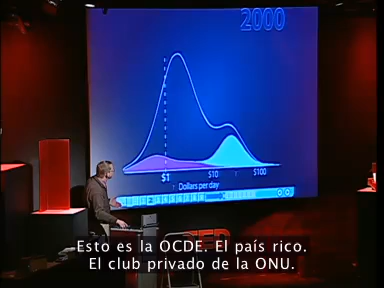 2000
$1
$10
$100
Dollars per day
TED
Esto es la OCDE. El país rico.
El club privado de la ONU.